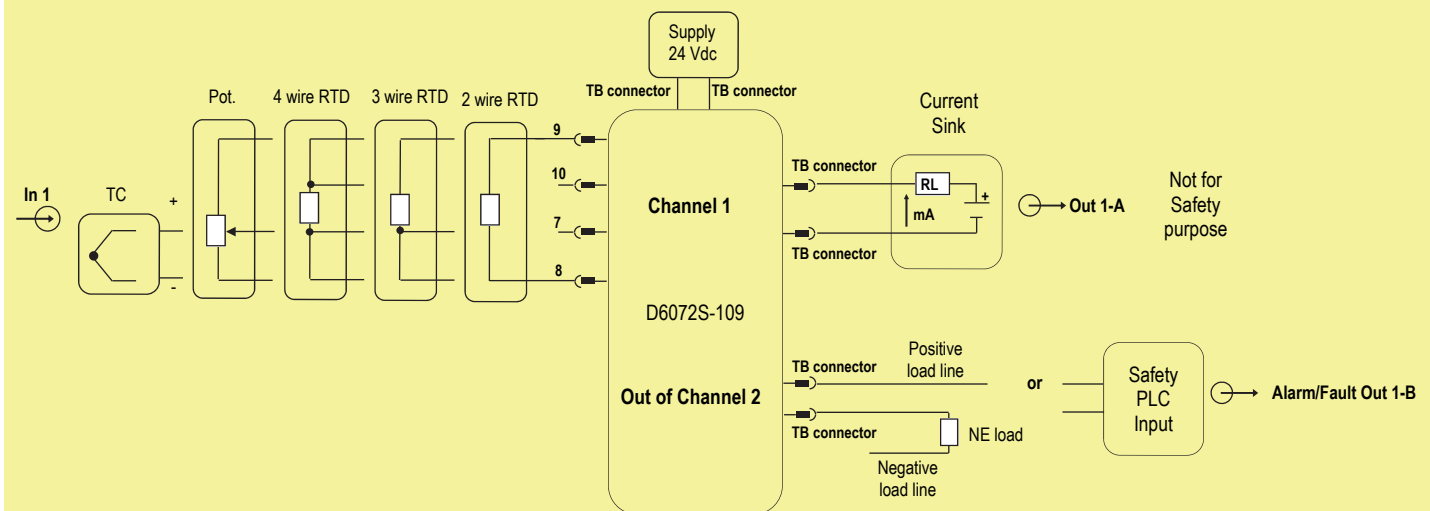 Supply
24 Vdc
TB connector
TB connector
Pot.
4 wire RTD
3 wire RTD
2 wire RTD
Current
Sink
9
10
7
8
In 1
TC
+
-
Channel 1
D6072S-109
Out of Channel 2
TB connector
RL
+
mA
TB connector
Out 1-A
Not for
Safety
purpose
TB connector
Positive
load line
or
Safety
PLC
Input
Alarm/Fault Out 1-B
TB connector
NE load
Negative
load line